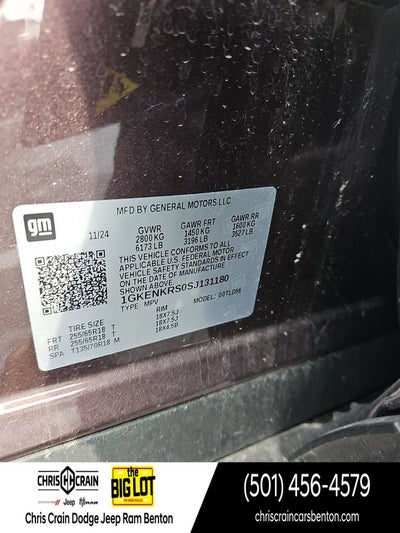 MFD BY GENERAL MOTORS LLC
gm
11/24 GVWR GAWR FRT GAWR RR
2800 KG 1450 KG 1600 KG
6173 LB 3196 LB 3527 LB
THIS VEHICLE CONFORMS TO ALL
APPLICABLE U.S. FEDERAL MOTOR
VEHICLE SAFETY STANDARDS IN EFFECT
ON THE DATE OF MANUFACTURE
SHOWN ABOVE.
1GKENKRS0SJ131180
TYPE: MPV MODEL: 00TLD56
TIRE SIZE RIM
FRT 255/65R18 T 18X7.5J
RR 255/65R18 T 18X7.5J
SPA T135/70R18 M 18X4.5B
CHRIS CRAIN
Jeep RAM
the BIG LOT
(501) 456-4579
Chris Crain Dodge Jeep Ram Benton
chriscraincarsbenton.com